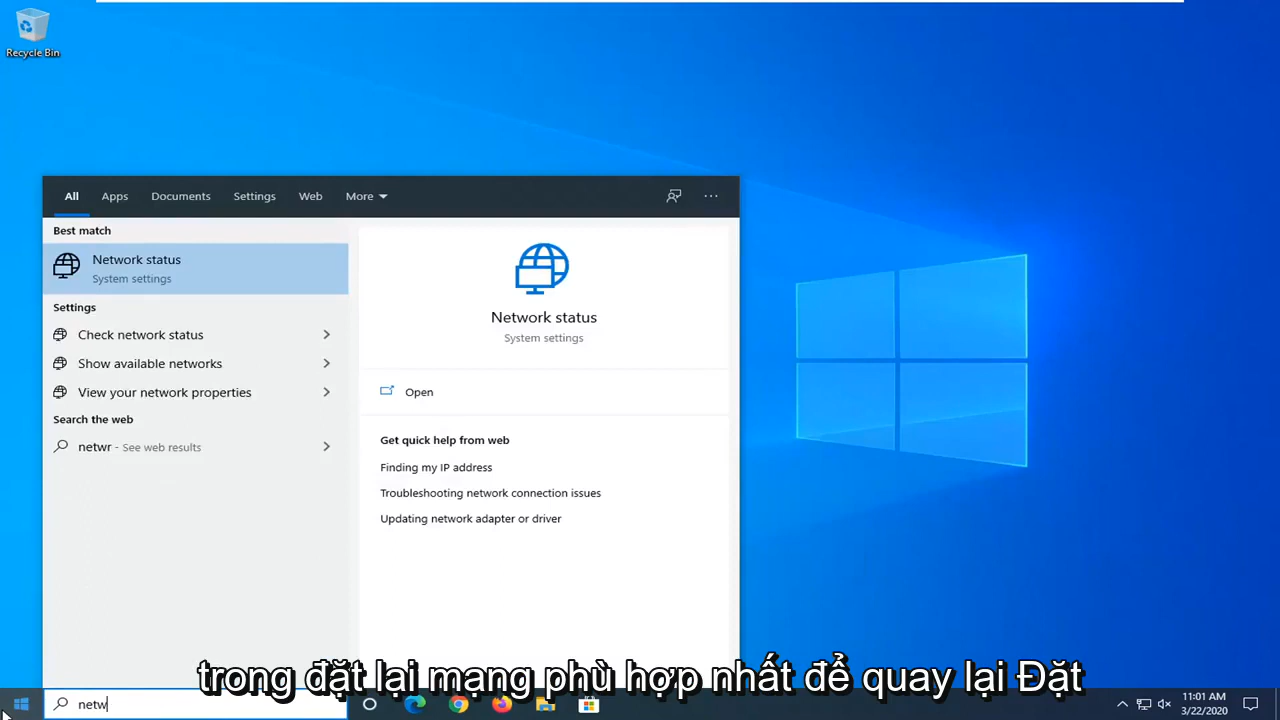 Recycle Bin
All Apps Documents Settings Web More
Best match
Network status
System settings
Settings
Check network status
Show available networks
View your network properties
Search the web
netwr - See web results
Network status
System settings
Open
Get quick help from web
Finding my IP address
Troubleshooting network connection issues
Updating network adapter or driver
trong đặt lại mạng phù hợp nhất để quay lại Đặt
netw
11:01 AM
3/22/2020